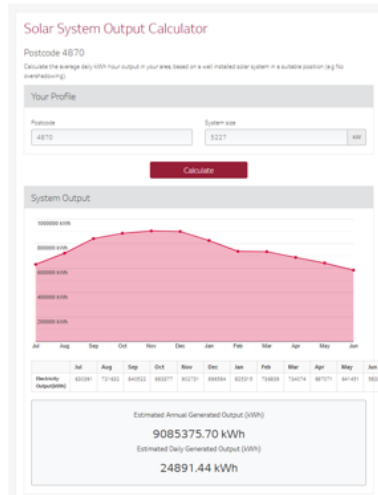 Solar System Output Calculator
Postcode 4870
Calculate the average daily kWh hour output in your area, based on a well installed solar system in a suitable position (e.g No
overshadowing).
Your Profile
Postcode System size
4870 5227 kW
Calculate
System Output
1000000 kWh
800000 kWh
600000 kWh
400000 kWh
200000 kWh
Jul Aug Sep Oct Nov Dec Jan Feb Mar Apr May Jun
Jul Aug Sep Oct Nov Dec Jan Feb Mar Apr May Jun
Electricity
Output(kWh)
Estimated Annual Generated Output (kWh)
9085375.70 kWh
Estimated Daily Generated Output (kWh)
24891.44 kWh